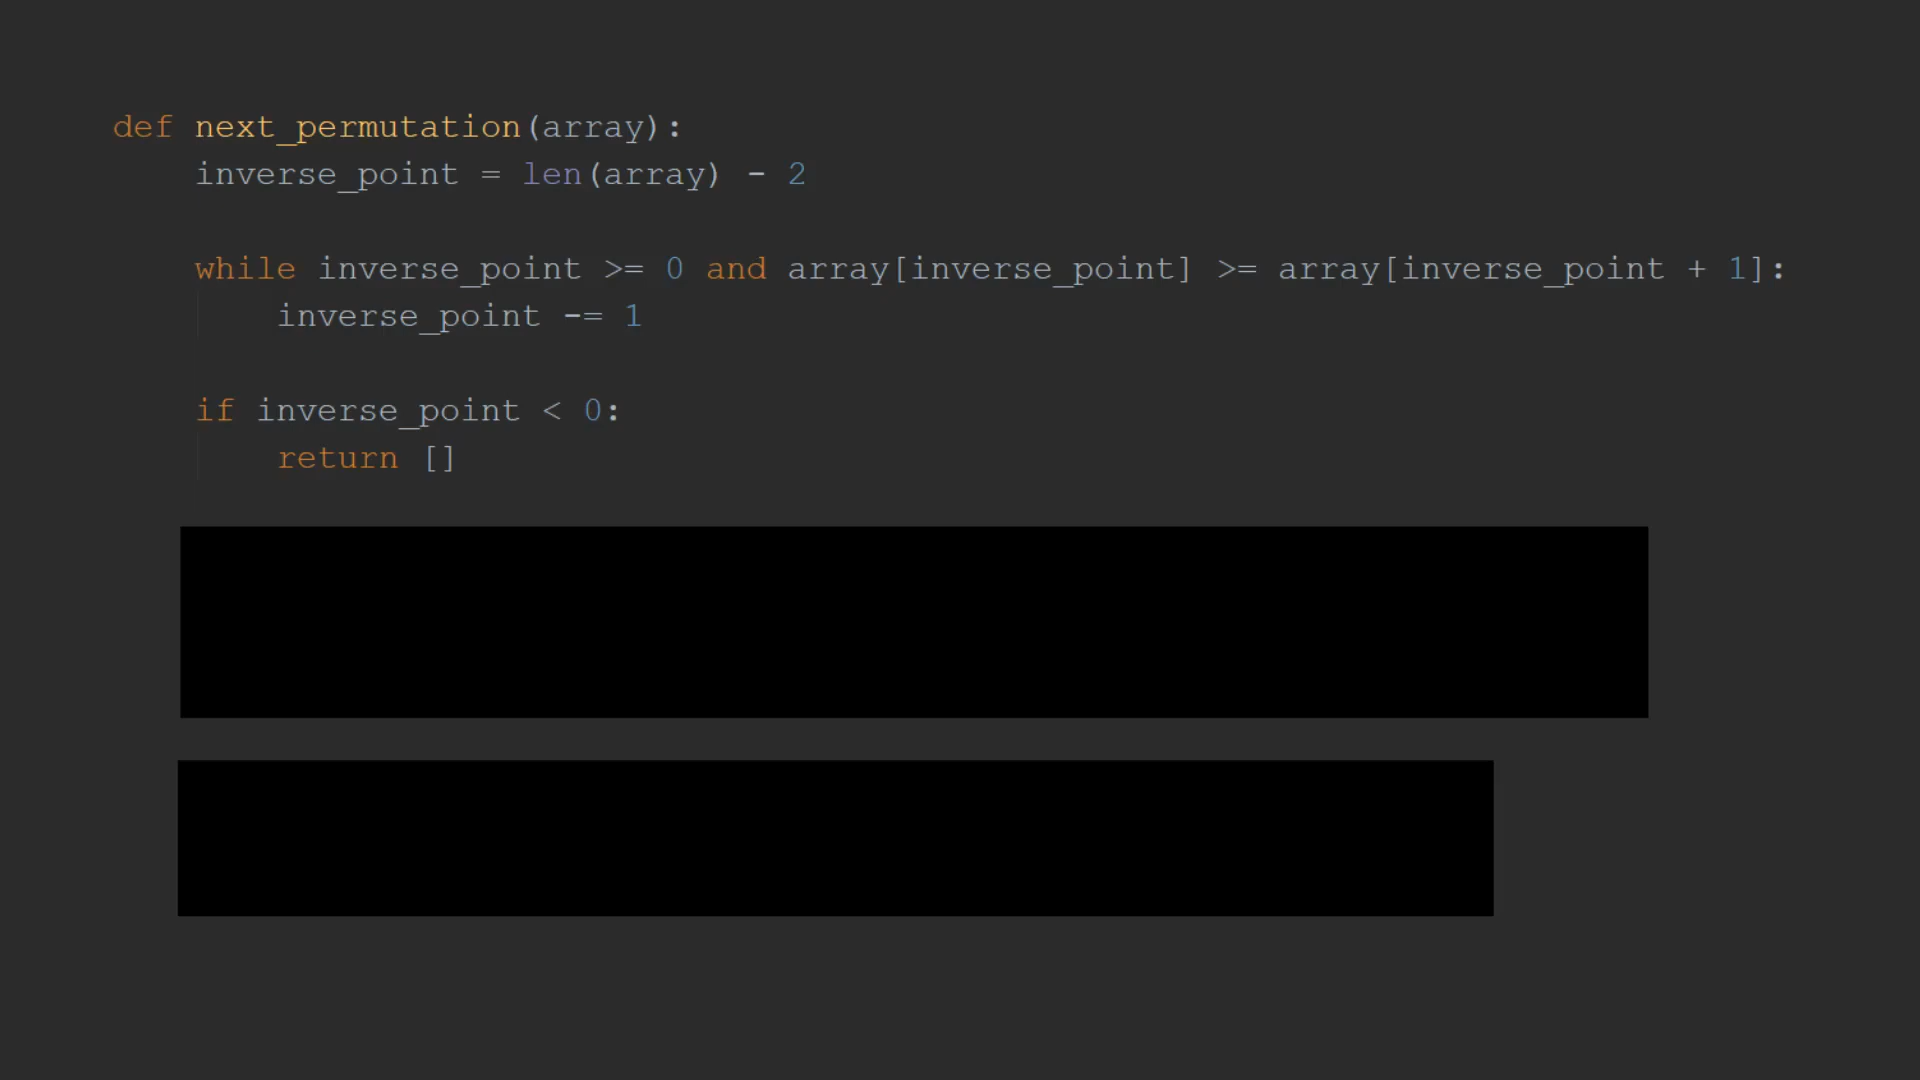 def next_permutation(array):
inverse_point = len(array) - 2
while inverse_point >= 0 and array[inverse_point] >= array[inverse_point + 1]:
inverse_point -= 1
if inverse_point < 0:
return []